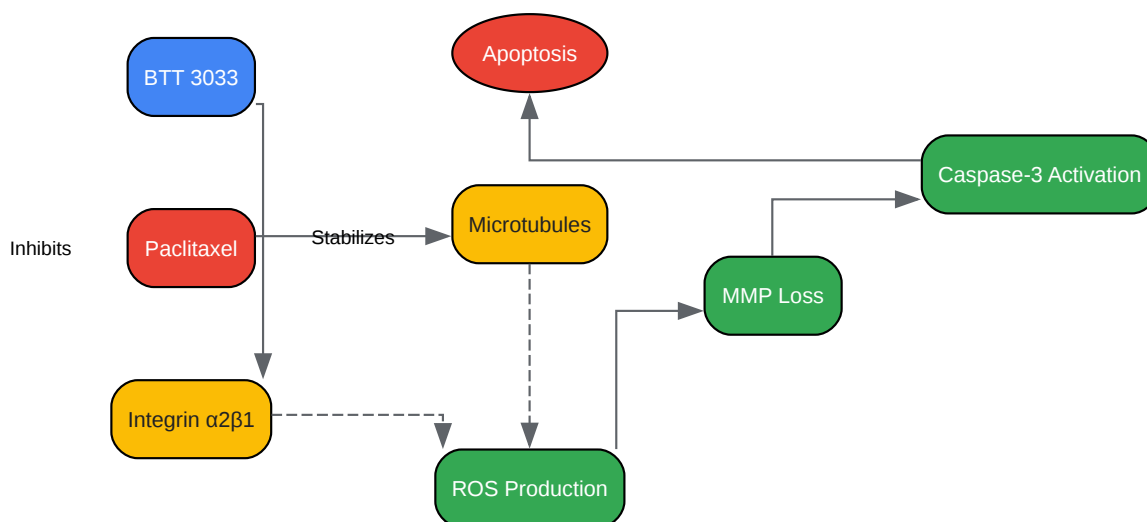 Apoptosis
BTT 3033
Caspase-3 Activation
Microtubules
Inhibits
Paclitaxel
Stabilizes
MMP Loss
Integrin α2β1
ROS Production